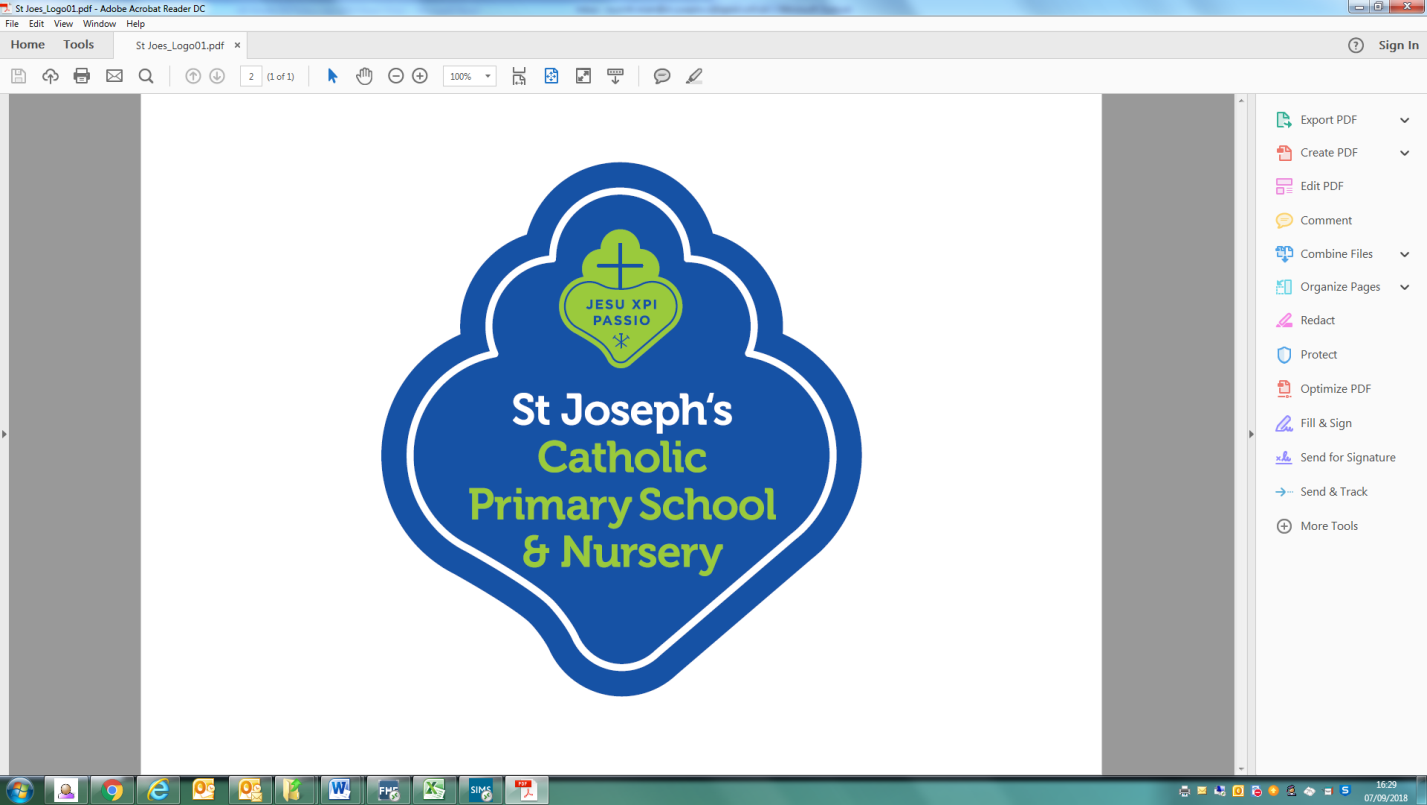 St Joes_Logo01.pdf - Adobe Acrobat Reader DC
File Edit View Window Help
Home Tools St Joes_Logo01.pdf × Sign In
2 (1 of 1) 100%
JESU XPI
PASSIO
St Joseph‘s
Catholic
Primary School
& Nursery
Export PDF
Create PDF
Edit PDF
Comment
Combine Files
Organize Pages
Redact
Protect
Optimize PDF
Fill & Sign
Send for Signature
Send & Track
More Tools
16:29
07/09/2018